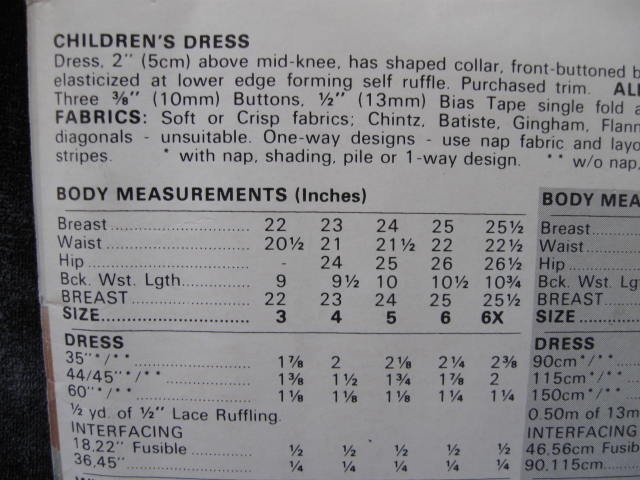 CHILDREN'S DRESS
Dress, 2" (5cm) above mid-knee, has shaped collar, front-buttoned
elasticized at lower edge forming self ruffle. Purchased trim.
Three ⅜" (10mm) Buttons, ½" (13mm) Bias Tape single fold
FABRICS: Soft or Crisp fabrics; Chintz, Batiste, Gingham,
diagonals - unsuitable. One-way designs - use nap fabric and
stripes. * with nap, shading, pile or 1-way design. ** w/o nap,
BODY MEASUREMENTS (Inches) BODY
Breast 22 23 24 25 25½ Breast
Waist 20½ 21 21½ 22 22½ Waist
Hip - 24 25 26 26½ Hip
Bck. Wst. Lgth. 9 9½ 10 10½ 10¾ Bck. Wst.
BREAST 22 23 24 25 25½ BREAST
SIZE 3 4 5 6 6X SIZE
DRESS DRESS
35"*/** 1⅞ 2 2⅛ 2¼ 2⅜ 90cm*/**
44/45"*/** 1⅜ 1½ 1¾ 1⅞ 2 115cm*/**
60"*/** 1⅛ 1⅛ 1⅛ 1¼ 1¼ 150cm*/**
½ yd. of ½" Lace Ruffling. 0.50m of 13m
INTERFACING INTERFACING
18,22" Fusible ½ ½ ½ ½ ½ 46,56cm Fusible
36,45" ¼ ¼ ¼ ¼ ¼ 90,115cm